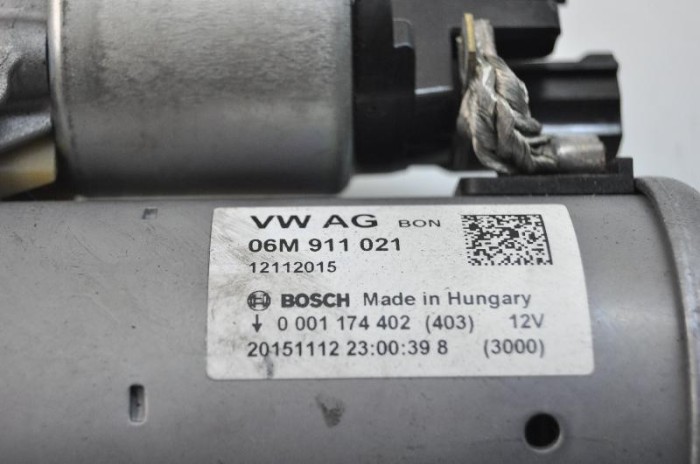 VW AG BON
06M 911 021
12112015
BOSCH Made in Hungary
↓ 0 001 174 402 (403) 12V
20151112 23:00:39 8 (3000)